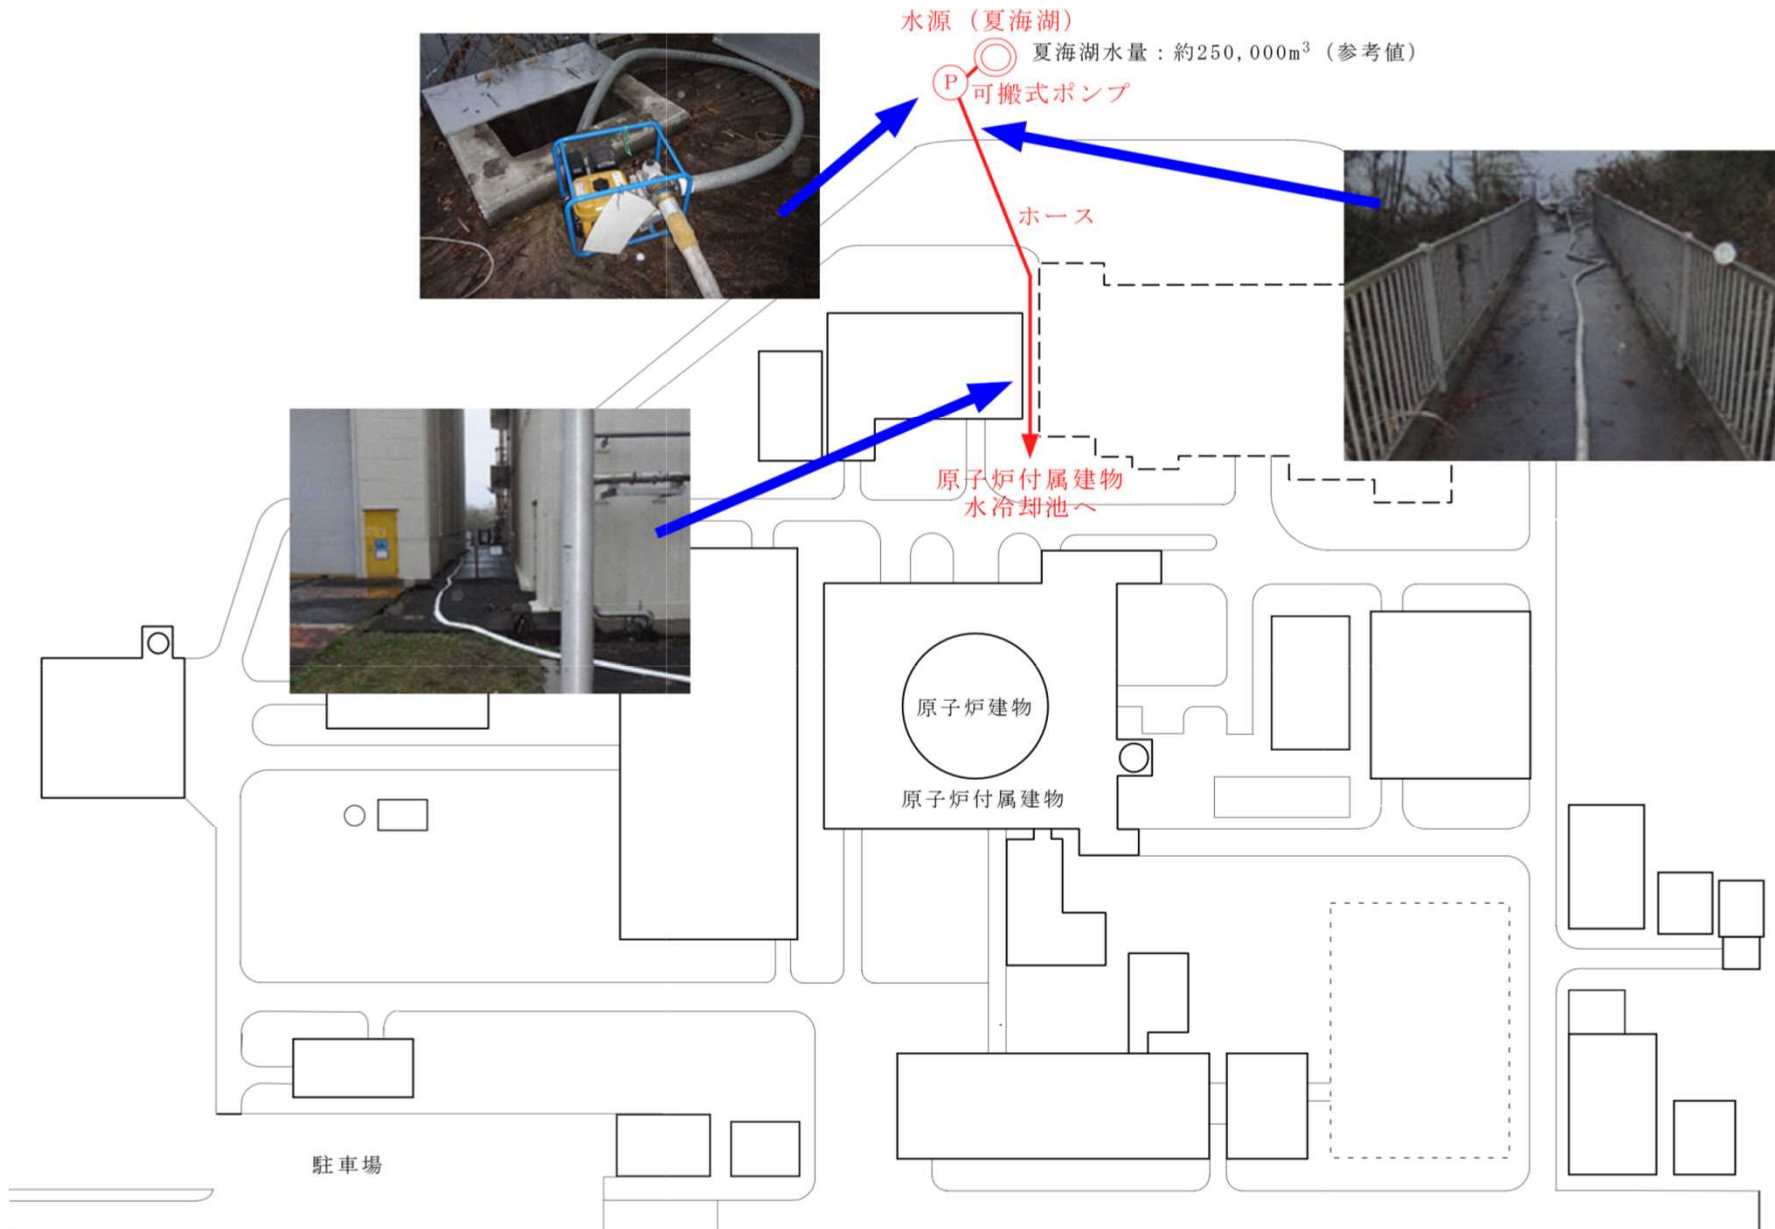 水源（夏海湖）
夏海湖水量：約250,000m³（参考値）
P
可搬式ポンプ
ホース
原子炉付属建物
水冷却池へ
原子炉建物
原子炉付属建物
駐車場